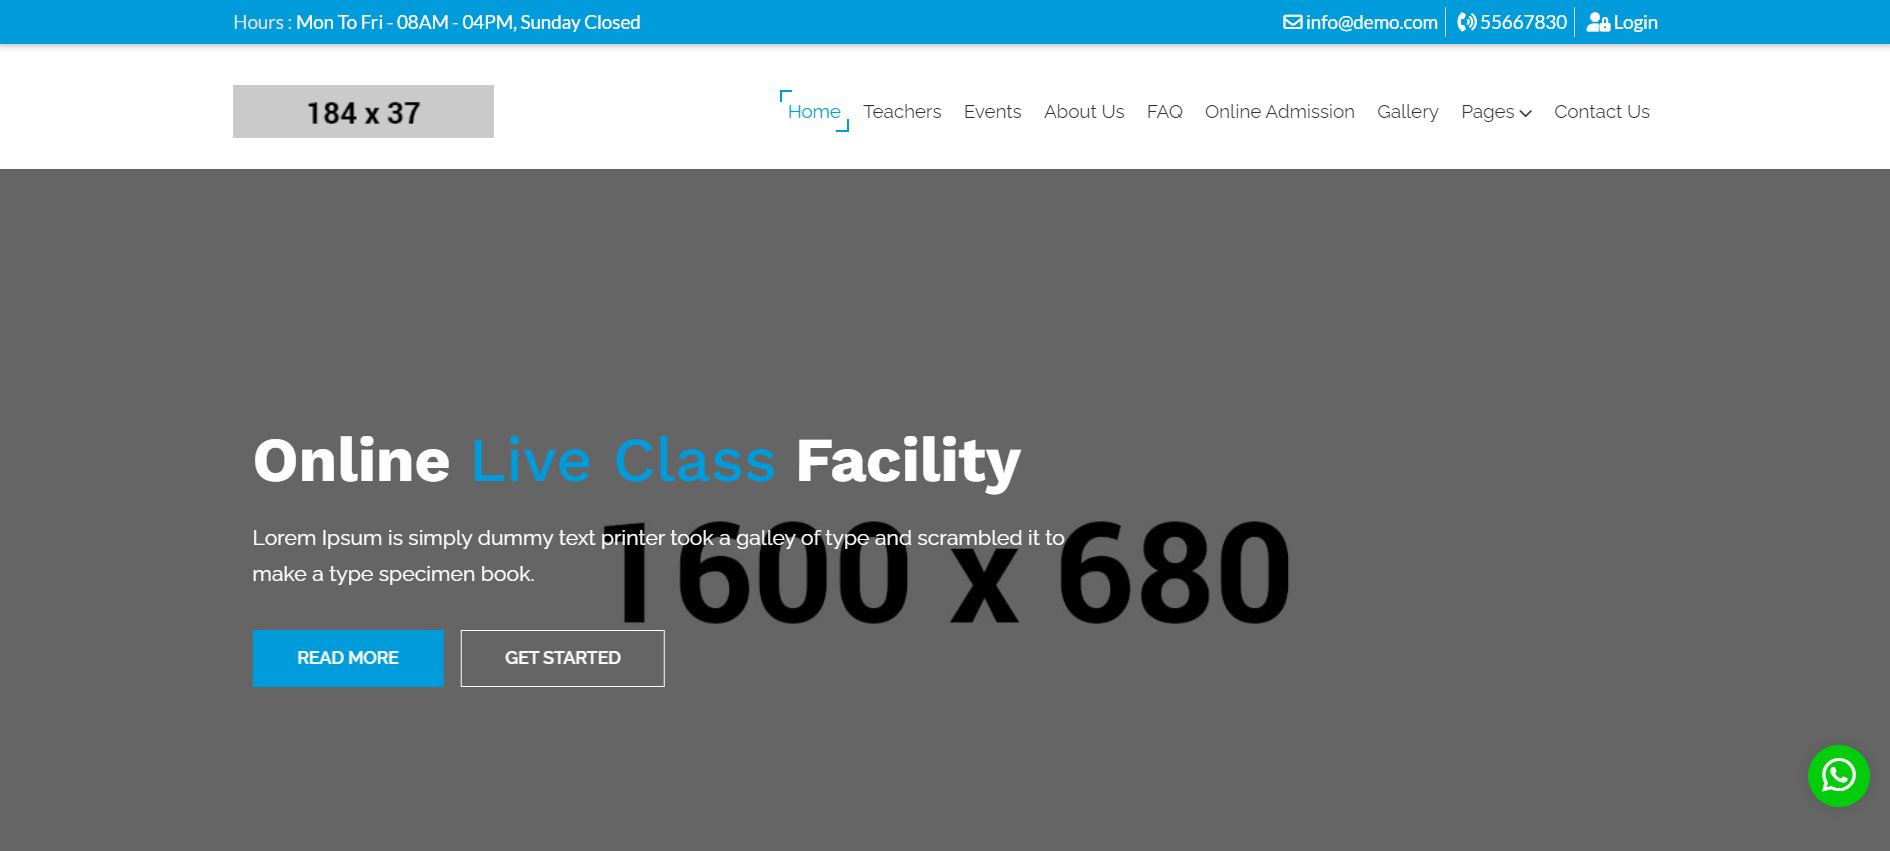 Hours : Mon To Fri - 08AM - 04PM, Sunday Closed
info@demo.com
55667830
Login
184 x 37
Home Teachers Events About Us FAQ Online Admission Gallery Pages Contact Us
Online Live Class Facility
Lorem Ipsum is simply dummy text printer took a galley of type and scrambled it to
make a type specimen book.
1600 x 680
READ MORE
GET STARTED